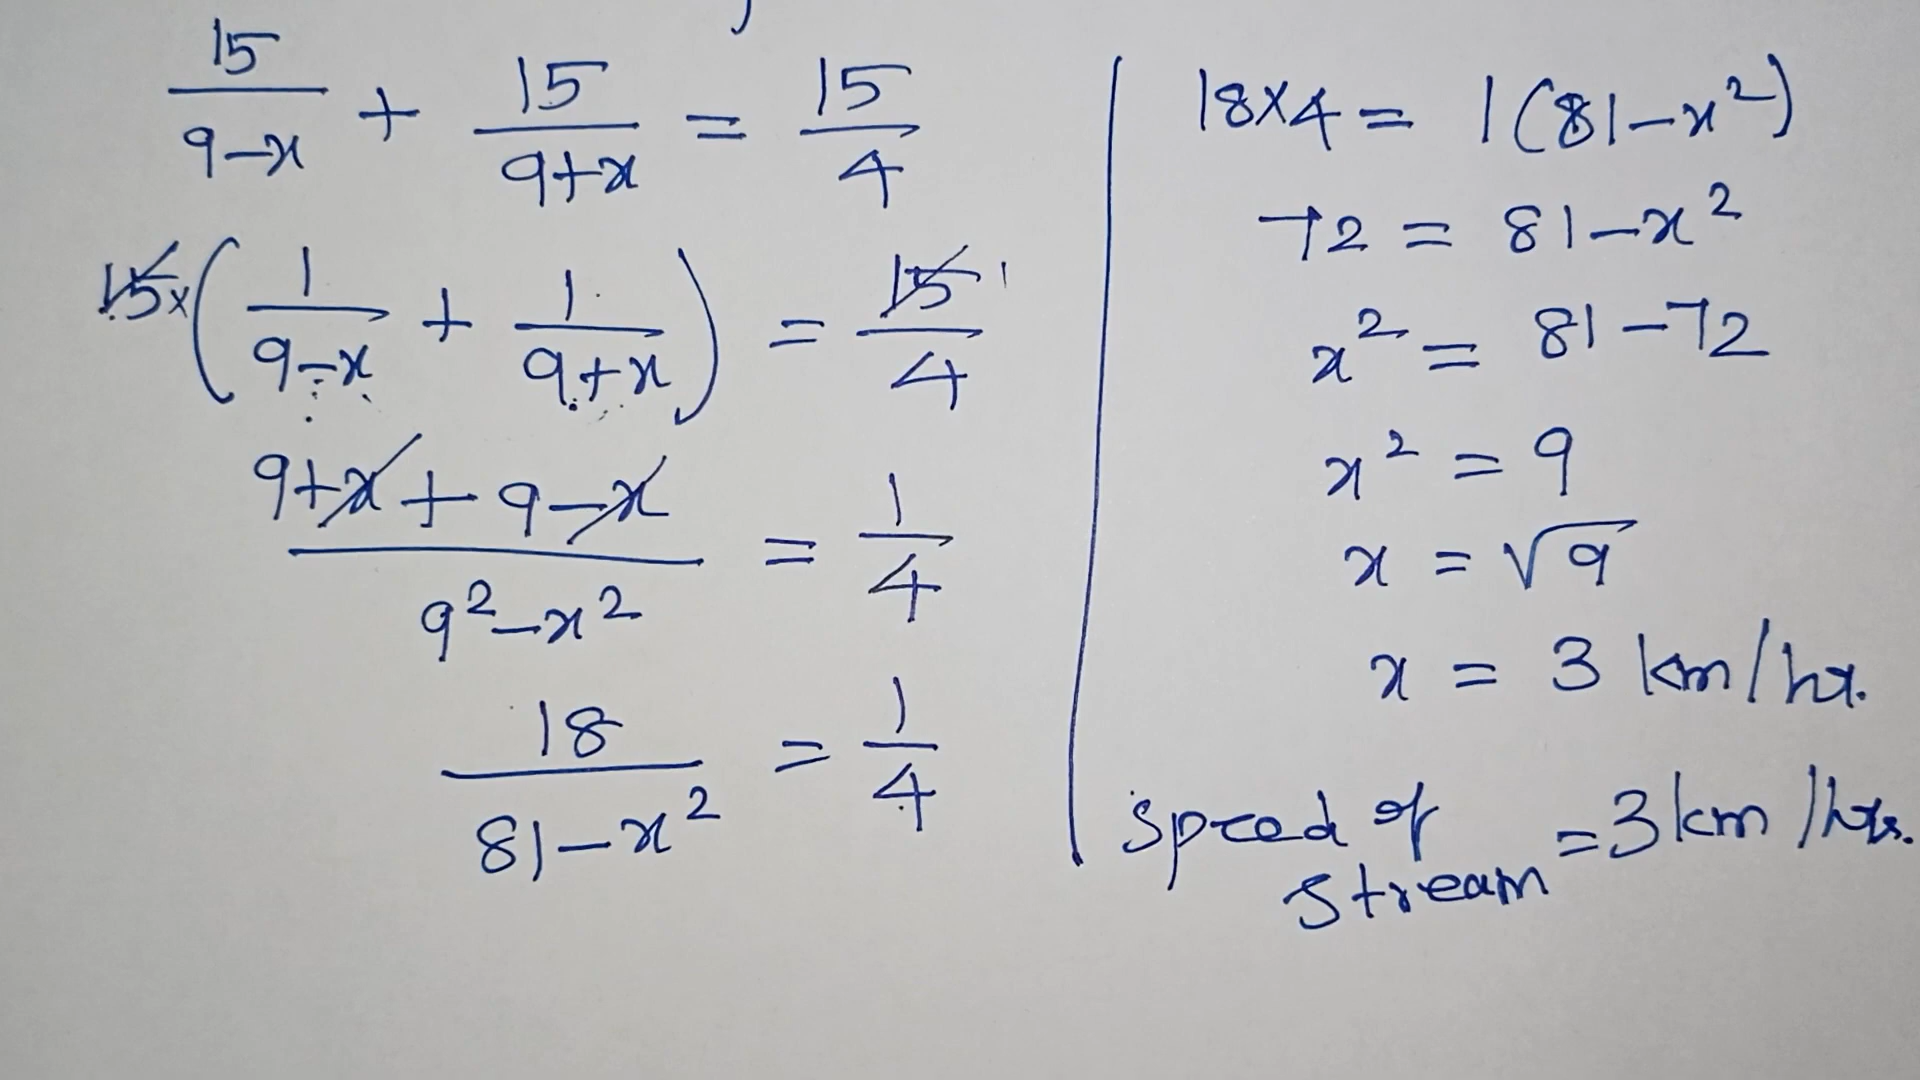 15/(9-x) + 15/(9+x) = 15/4
15×(1/(9-x) + 1/(9+x)) = 15/4 1
(9+x+9-x)/(9²-x²) = 1/4
18/(81-x²) = 1/4
18×4 = 1(81-x²)
72 = 81-x²
x² = 81-72
x² = 9
x = √9
x = 3 km/hr.
speed of stream = 3km/hrs.